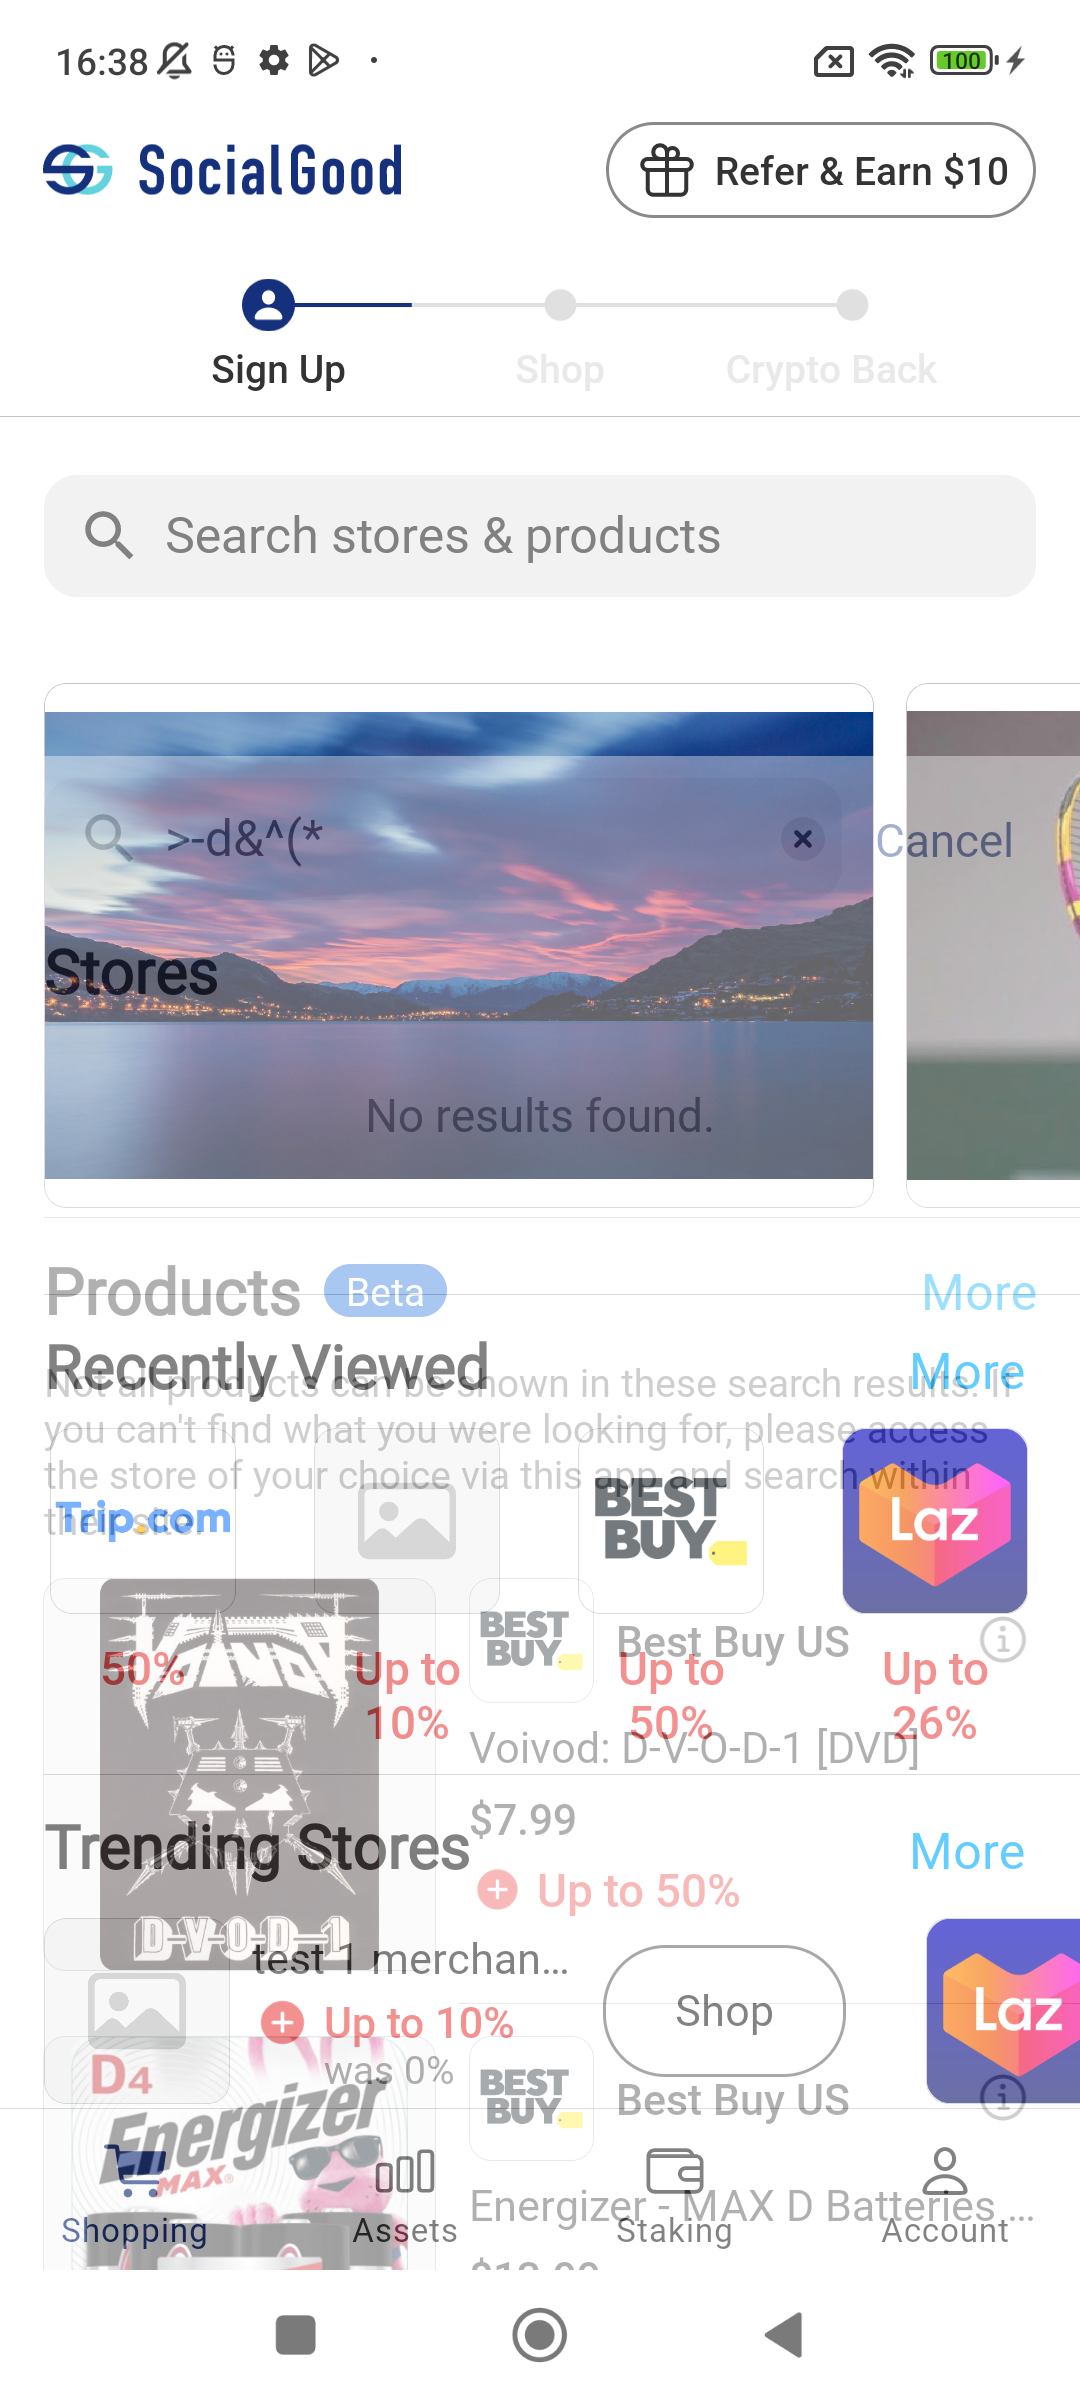 16:38
100
SocialGood
Refer & Earn $10
Sign Up
Shop
Crypto Back
Search stores & products
>-d&^(*
Cancel
Stores
No results found.
Products
Beta
More
Recently Viewed
More
Not all products can be shown in these search results. If
you can't find what you were looking for, please access
the store of your choice via this app and search within
their site.
Trip.com
BEST
BUY
Laz
50%
Up to
10%
Up to
50%
Up to
26%
BEST
BUY
Best Buy US
Voivod: D-V-O-D-1 [DVD]
$7.99
Up to 50%
D-V-O-D-1
Trending Stores
More
test 1 merchan...
Up to 10%
was 0%
Shop
Laz
D4
Energizer
MAX
BEST
BUY
Best Buy US
Energizer - MAX D Batteries ...
Shopping
Assets
Staking
Account